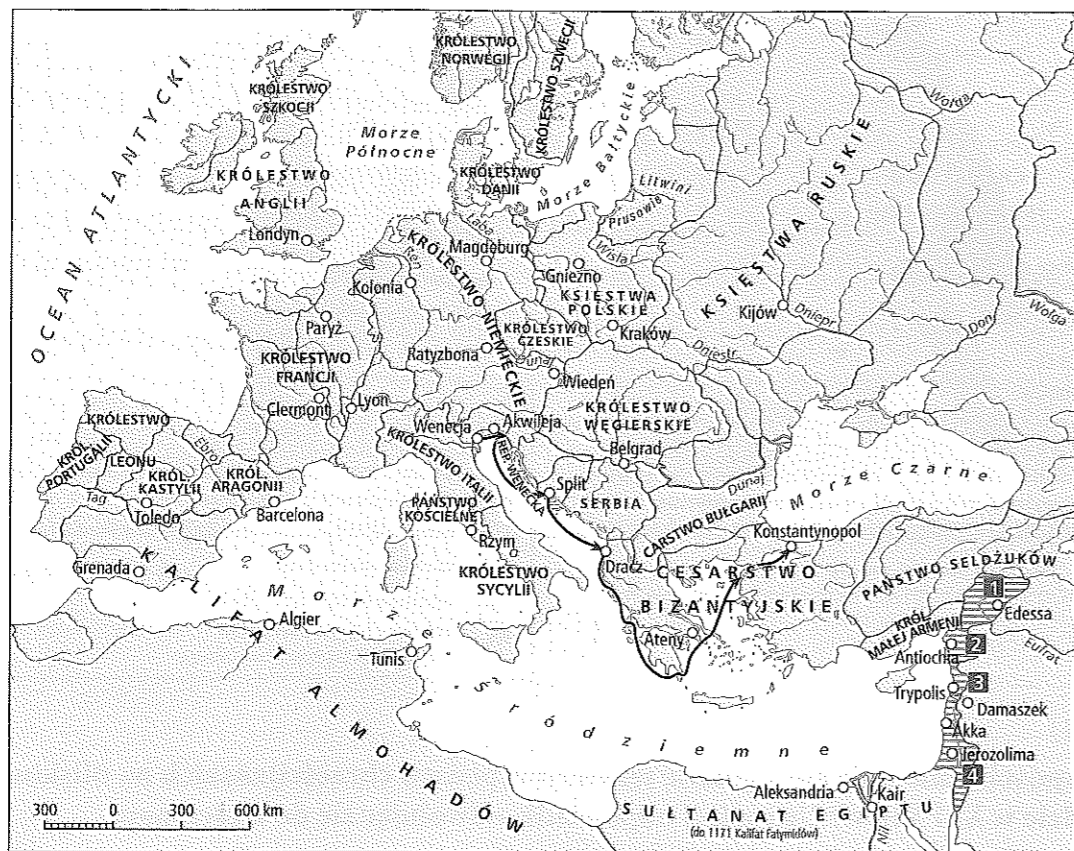 OCEAN ATLANTYCKI
KRÓLESTWO
NORWEGII
KRÓLESTWO SZWECJI
KRÓLESTWO
SZKOCJI
Morze
Północne
KRÓLESTWO
ANGLII
Londyn
KRÓLESTWO
DANII
Morze Bałtyckie
Litwini
Prusowie
Wołga
KSIĘSTWA RUSKIE
Łaba
Magdeburg
Ren
KRÓLESTWO NIEMIECKIE
Kolonia
Gniezno
Wisła
KSIĘSTWA
POLSKIE
Kraków
Kijów
Dniepr
Don
Wołga
Paryż
Ratyzbona
KRÓLESTWO
CZESKIE
Dunaj
Dniestr
Wiedeń
KRÓLESTWO
FRANCJI
Clermont
Lyon
KRÓLESTWO
WĘGIERSKIE
Wenecja
Akwileja
REP. WENECKA
KRÓLESTWO ITALII
Belgrad
KRÓLESTWO
LEONU
KRÓL.
PORTUGALII
KRÓL.
KASTYLII
Ebro
KRÓL.
ARAGONII
Tag
Toledo
Barcelona
Grenada
PAŃSTWO
KOŚCIELNE
Rzym
Split
SERBIA
Dunaj
CARSTWO BUŁGARII
Morze Czarne
Konstantynopol
Dracz
CESARSTWO
BIZANTYJSKIE
KRÓLESTWO
SYCYLII
Ateny
PAŃSTWO SELDŻUKÓW
1
Edessa
KRÓL.
MAŁEJ ARMENII
Eufrat
Antiochia
2
Trypolis
3
Damaszek
Akka
Jerozolima
4
KALIFAT ALMOHADÓW
Algier
Tunis
Morze Śródziemne
Aleksandria
Kair
SUŁTANAT EGIPTU
(do 1171 Kalifat Fatymidów)
Nil
300 0 300 600 km